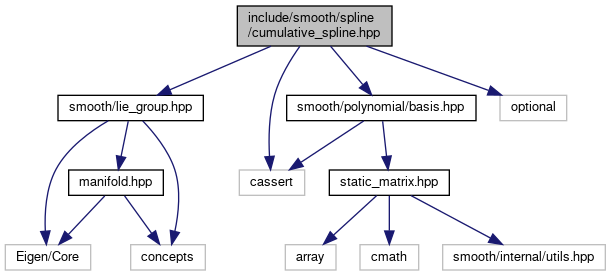 include/smooth/spline
/cumulative_spline.hpp
smooth/lie_group.hpp
smooth/polynomial/basis.hpp
optional
manifold.hpp
cassert
static_matrix.hpp
Eigen/Core
concepts
array
cmath
smooth/internal/utils.hpp